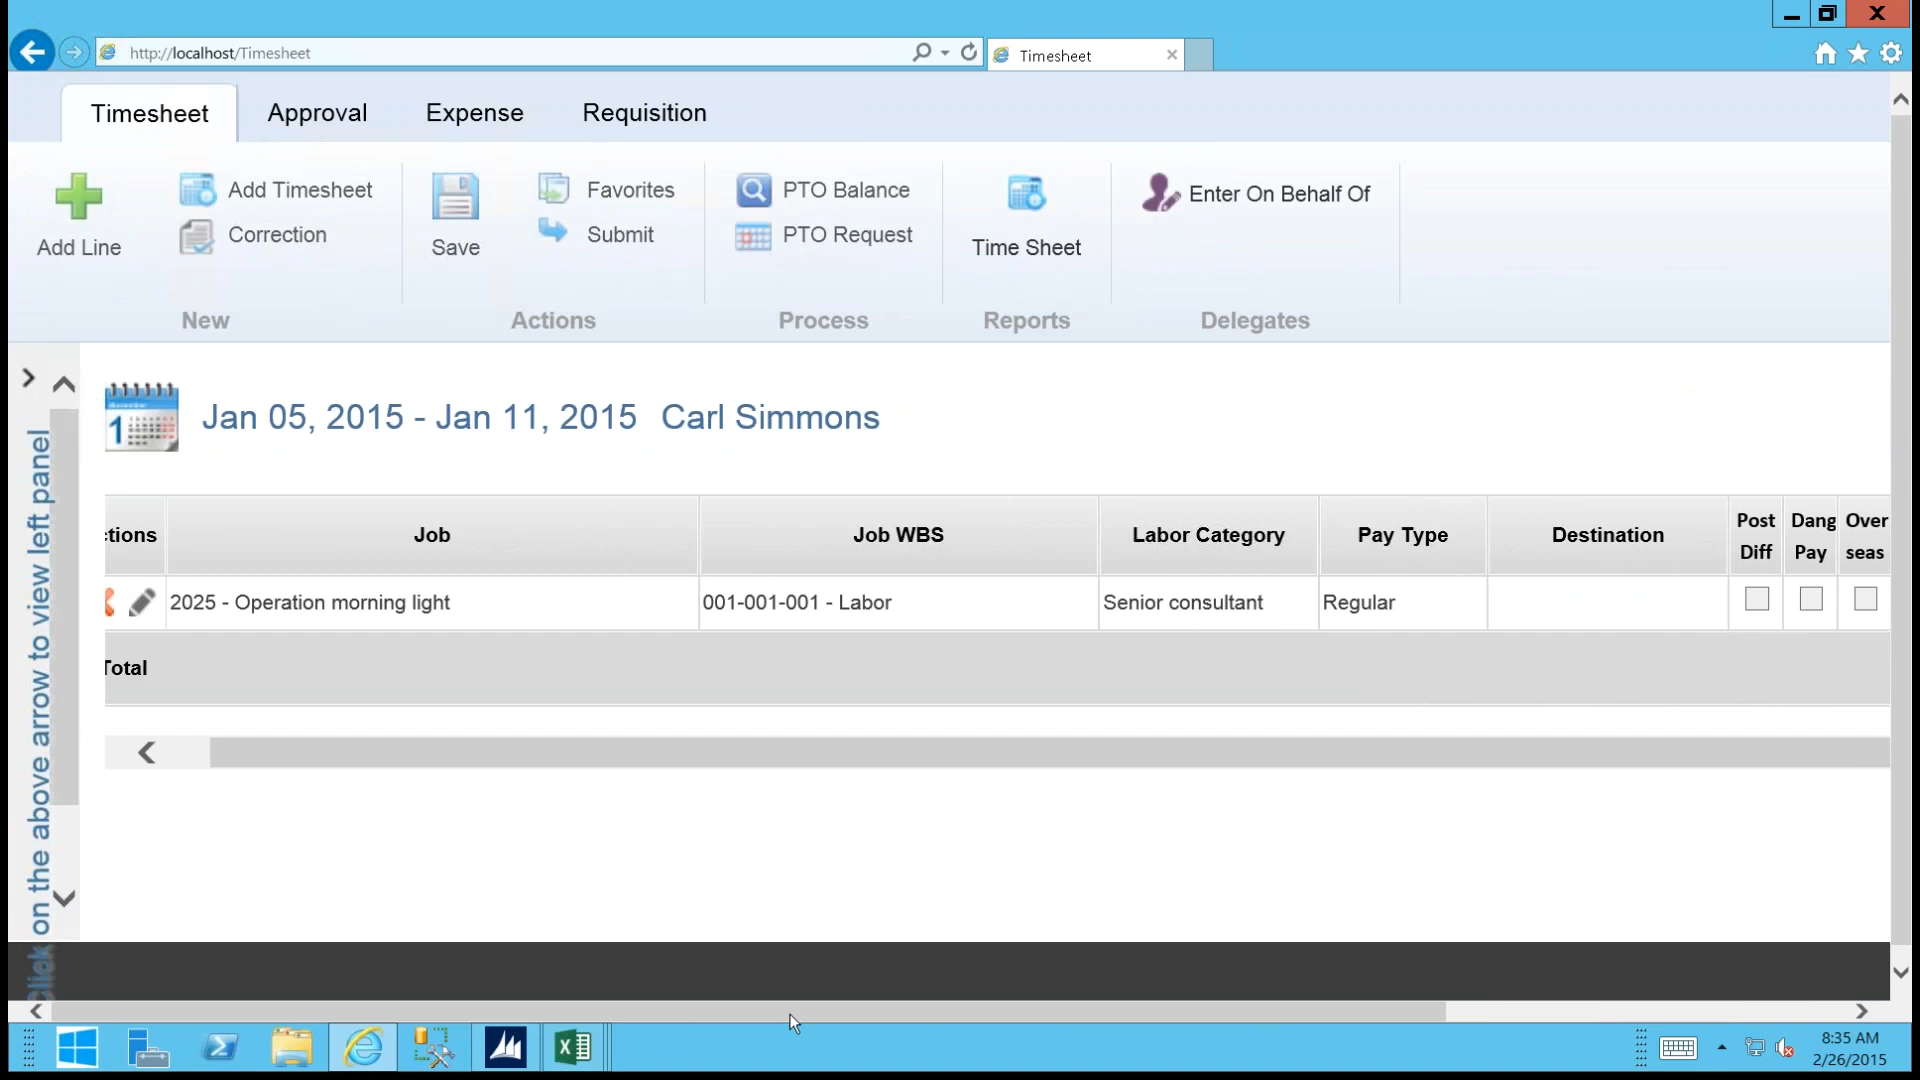 http://localhost/Timesheet
Timesheet
Timesheet Approval Expense Requisition
Add Line
Add Timesheet
Correction
New
Save
Favorites
Submit
Actions
PTO Balance
PTO Request
Process
Time Sheet
Reports
Enter On Behalf Of
Delegates
Click on the above arrow to view left panel
Jan 05, 2015 - Jan 11, 2015 Carl Simmons
ctions Job Job WBS Labor Category Pay Type Destination Post Diff Dang Pay Over seas
2025 - Operation morning light 001-001-001 - Labor Senior consultant Regular
Total
8:35 AM
2/26/2015